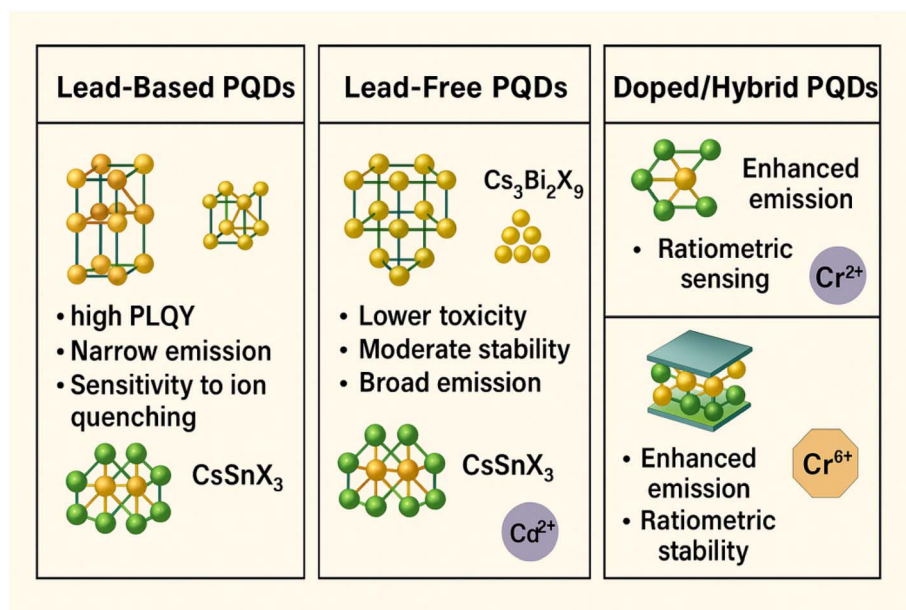 Lead-Based PQDs
• high PLQY
• Narrow emission
• Sensitivity to ion
quenching
CsSnX₃
Lead-Free PQDs
Cs₃Bi₂X₉
• Lower toxicity
• Moderate stability
• Broad emission
CsSnX₃
Cd²⁺
Doped/Hybrid PQDs
Enhanced
emission
• Ratiometric
sensing
Cr²⁺
Cr⁶⁺
• Enhanced
emission
• Ratiometric
stability